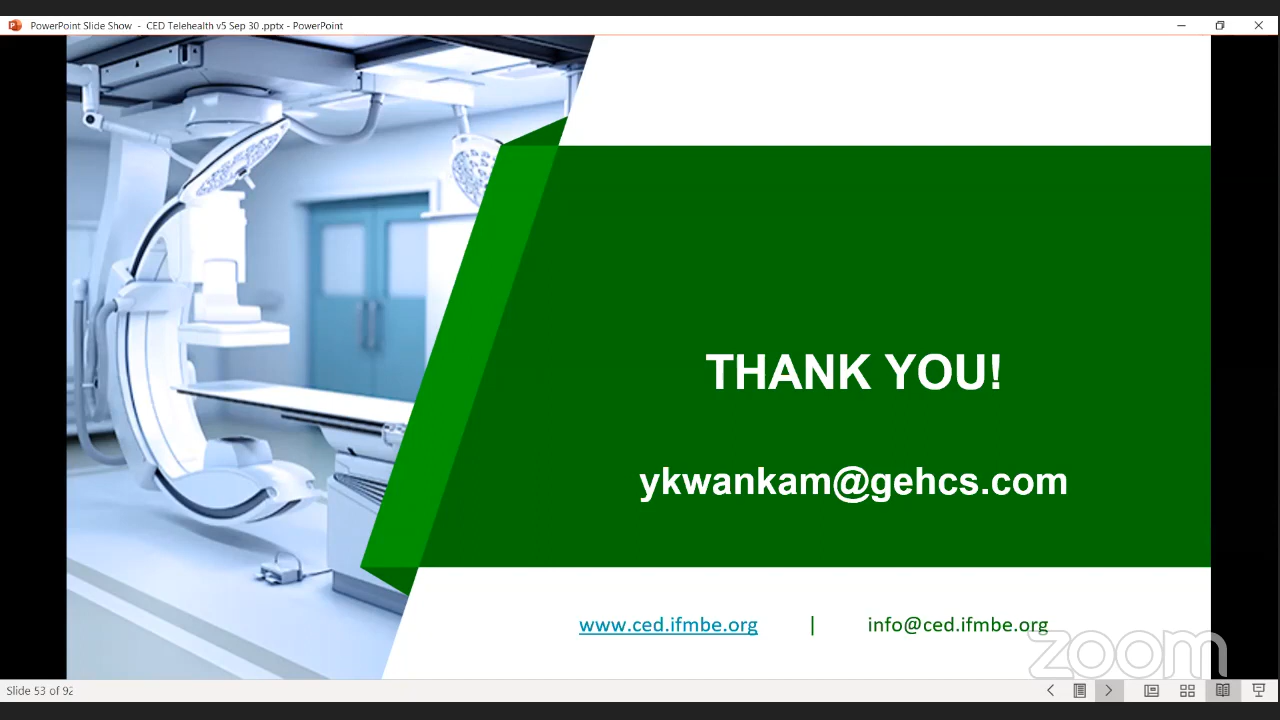 PowerPoint Slide Show - CED Telehealth v5 Sep 30 .pptx - PowerPoint
THANK YOU!
ykwankam@gehcs.com
www.ced.ifmbe.org | info@ced.ifmbe.org
zoom
Slide 53 of 92